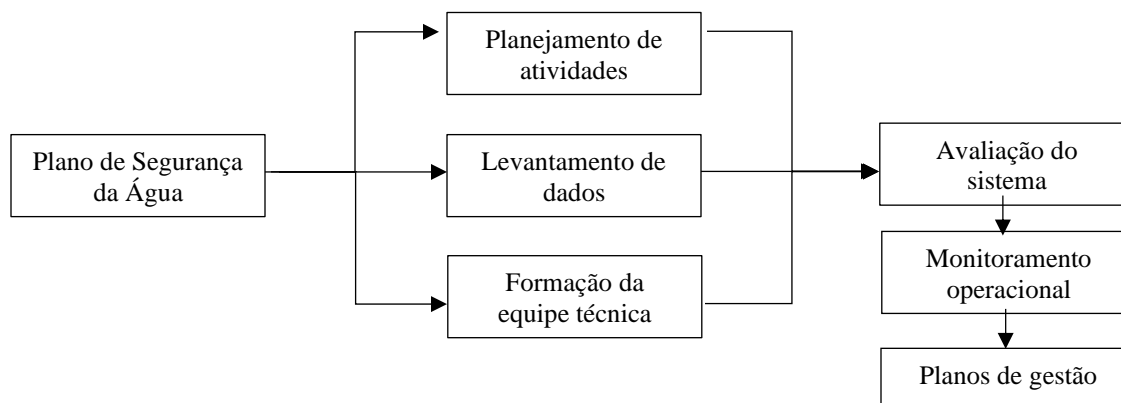 Planejamento de
atividades
Plano de Segurança
da Água
Levantamento de
dados
Formação da
equipe técnica
Avaliação do
sistema
Monitoramento
operacional
Planos de gestão